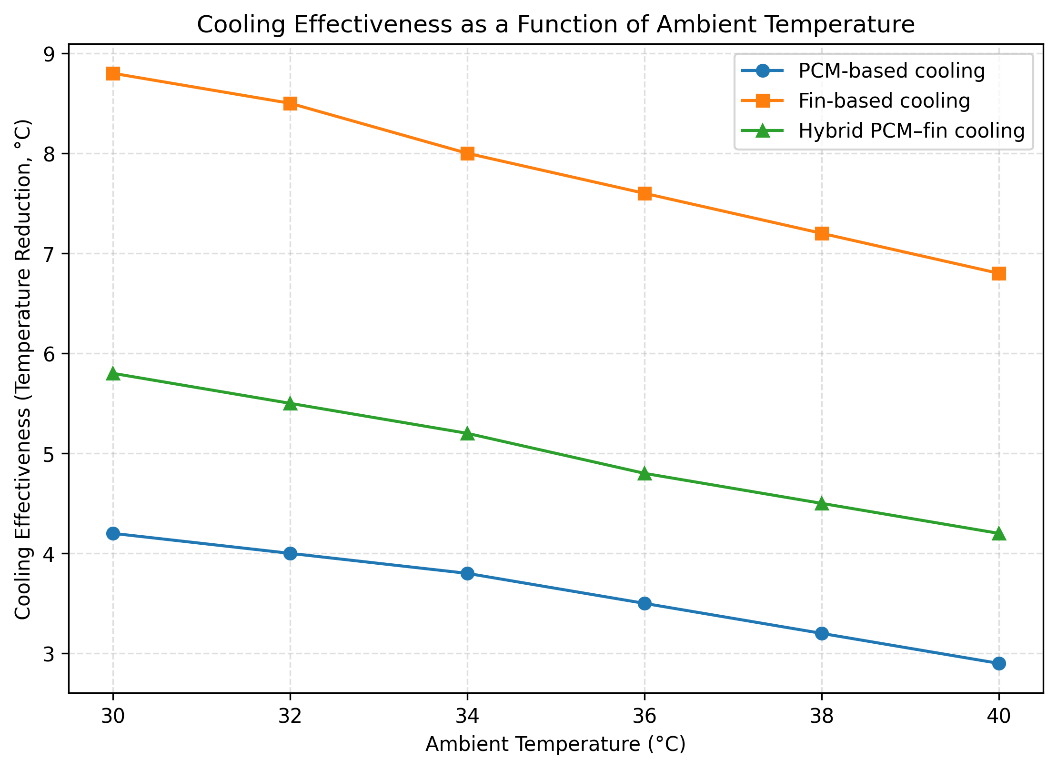 Cooling Effectiveness as a Function of Ambient Temperature
PCM-based cooling
Fin-based cooling
Hybrid PCM–fin cooling
Cooling Effectiveness (Temperature Reduction, °C)
9
8
7
6
5
4
3
30 32 34 36 38 40
Ambient Temperature (°C)